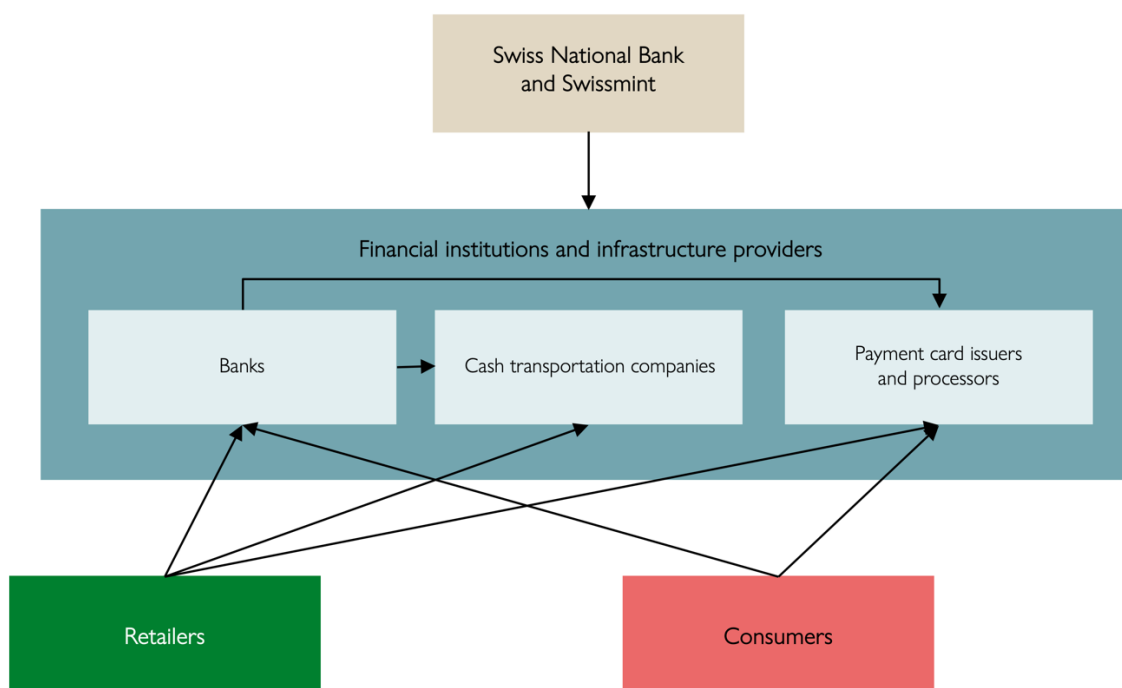 Swiss National Bank
and Swissmint
Financial institutions and infrastructure providers
Banks
Cash transportation companies
Payment card issuers
and processors
Retailers
Consumers